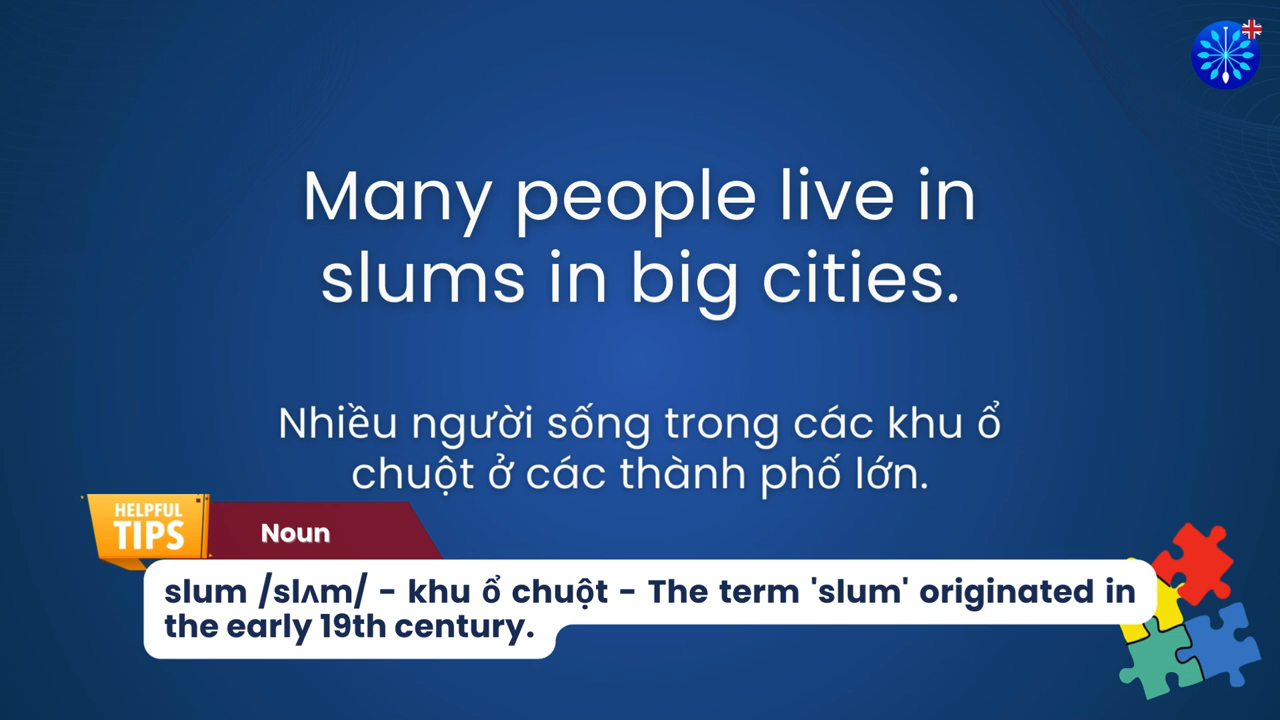 Many people live in
slums in big cities.
Nhiều người sống trong các khu ổ
chuột ở các thành phố lớn.
HELPFUL
TIPS
Noun
slum /slʌm/ - khu ổ chuột - The term 'slum' originated in
the early 19th century.